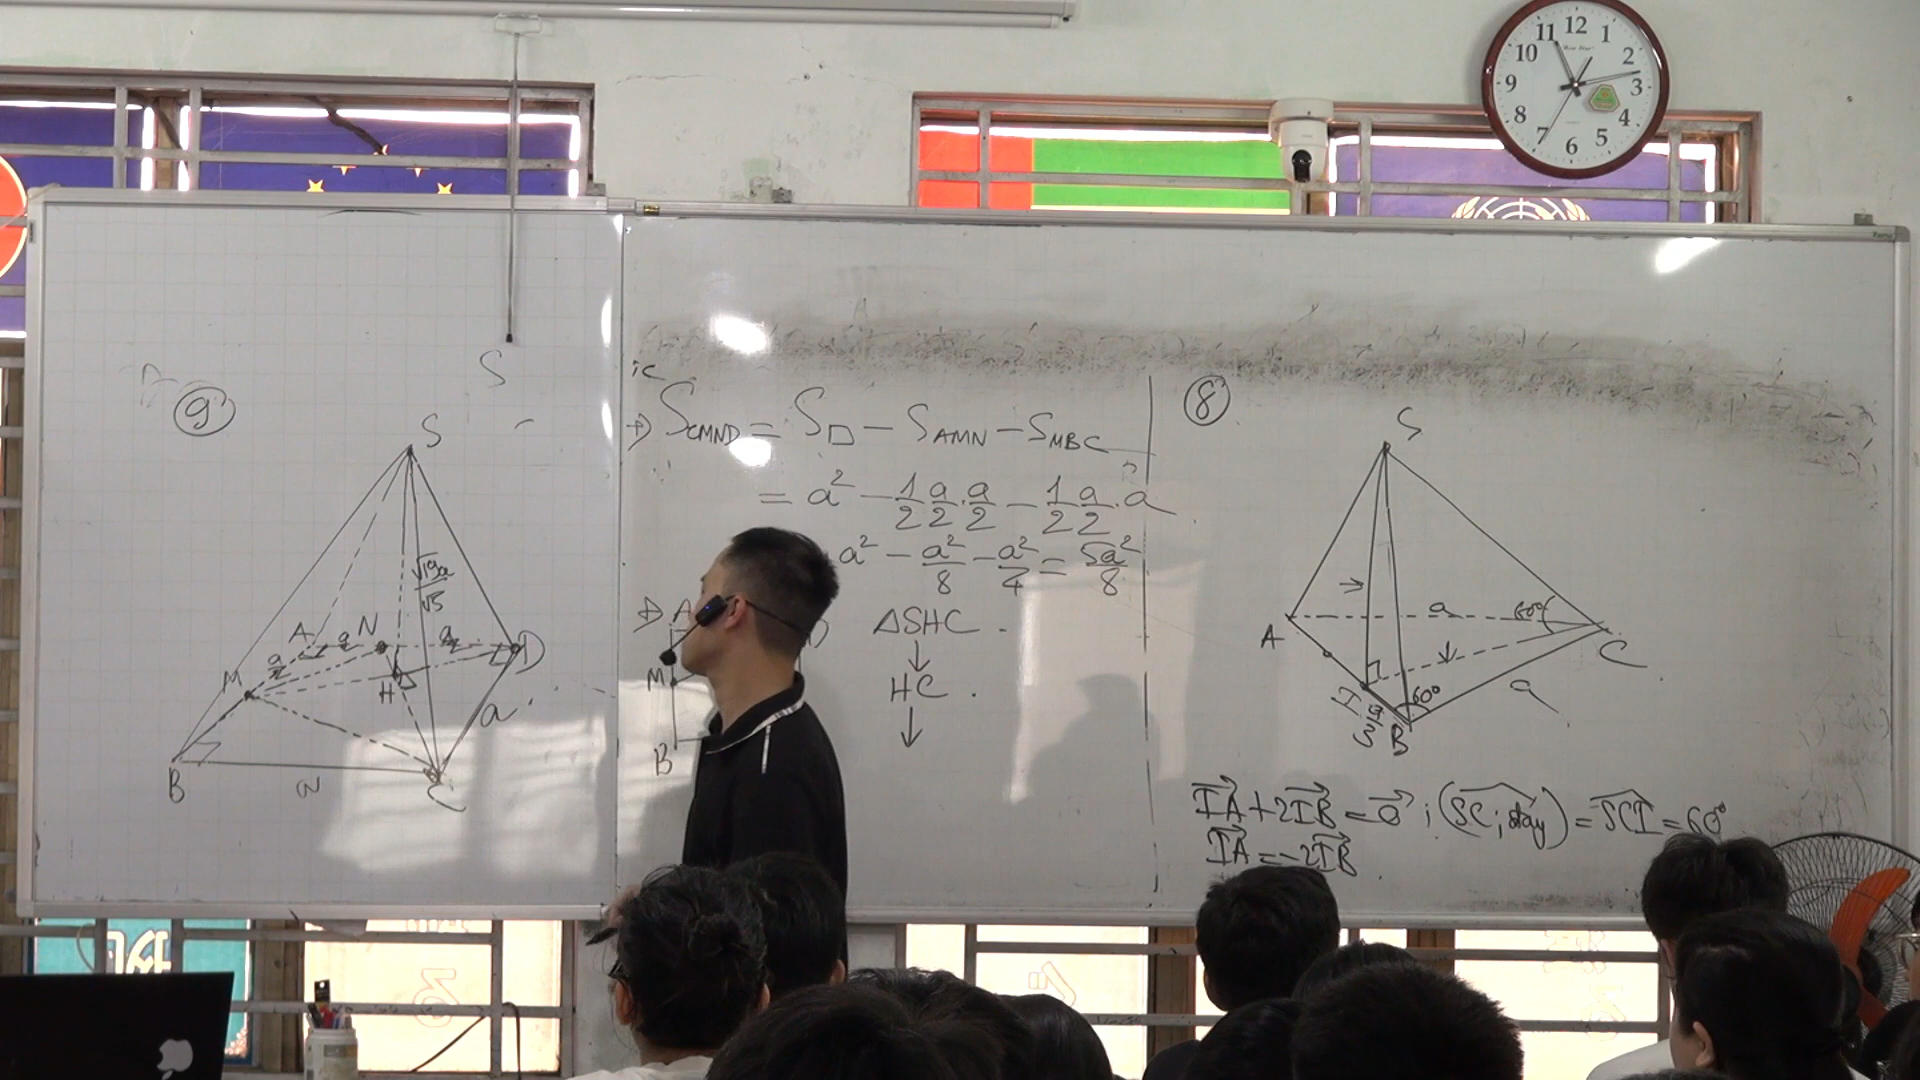 9
S
S
√19a
√5
A
a
N
a/2
D
a/2
M
H
a
B
a
C
+) S_CMND = S□ − S_AMN − S_MBC
= a² − 1/2 a/2 . a/2 − 1/2 a/2 . a
a² − a²/8 − a²/4 = 5a²/8
A
M
B
ΔSHC
↓
HC
↓
8
S
A
a
60°
C
I
a/3
60°
B
a
IA + 2IB = 0 ; (SC; đáy) = SCI = 60°
IA = −2IB
12
1
2
3
4
5
6
7
8
9
10
11